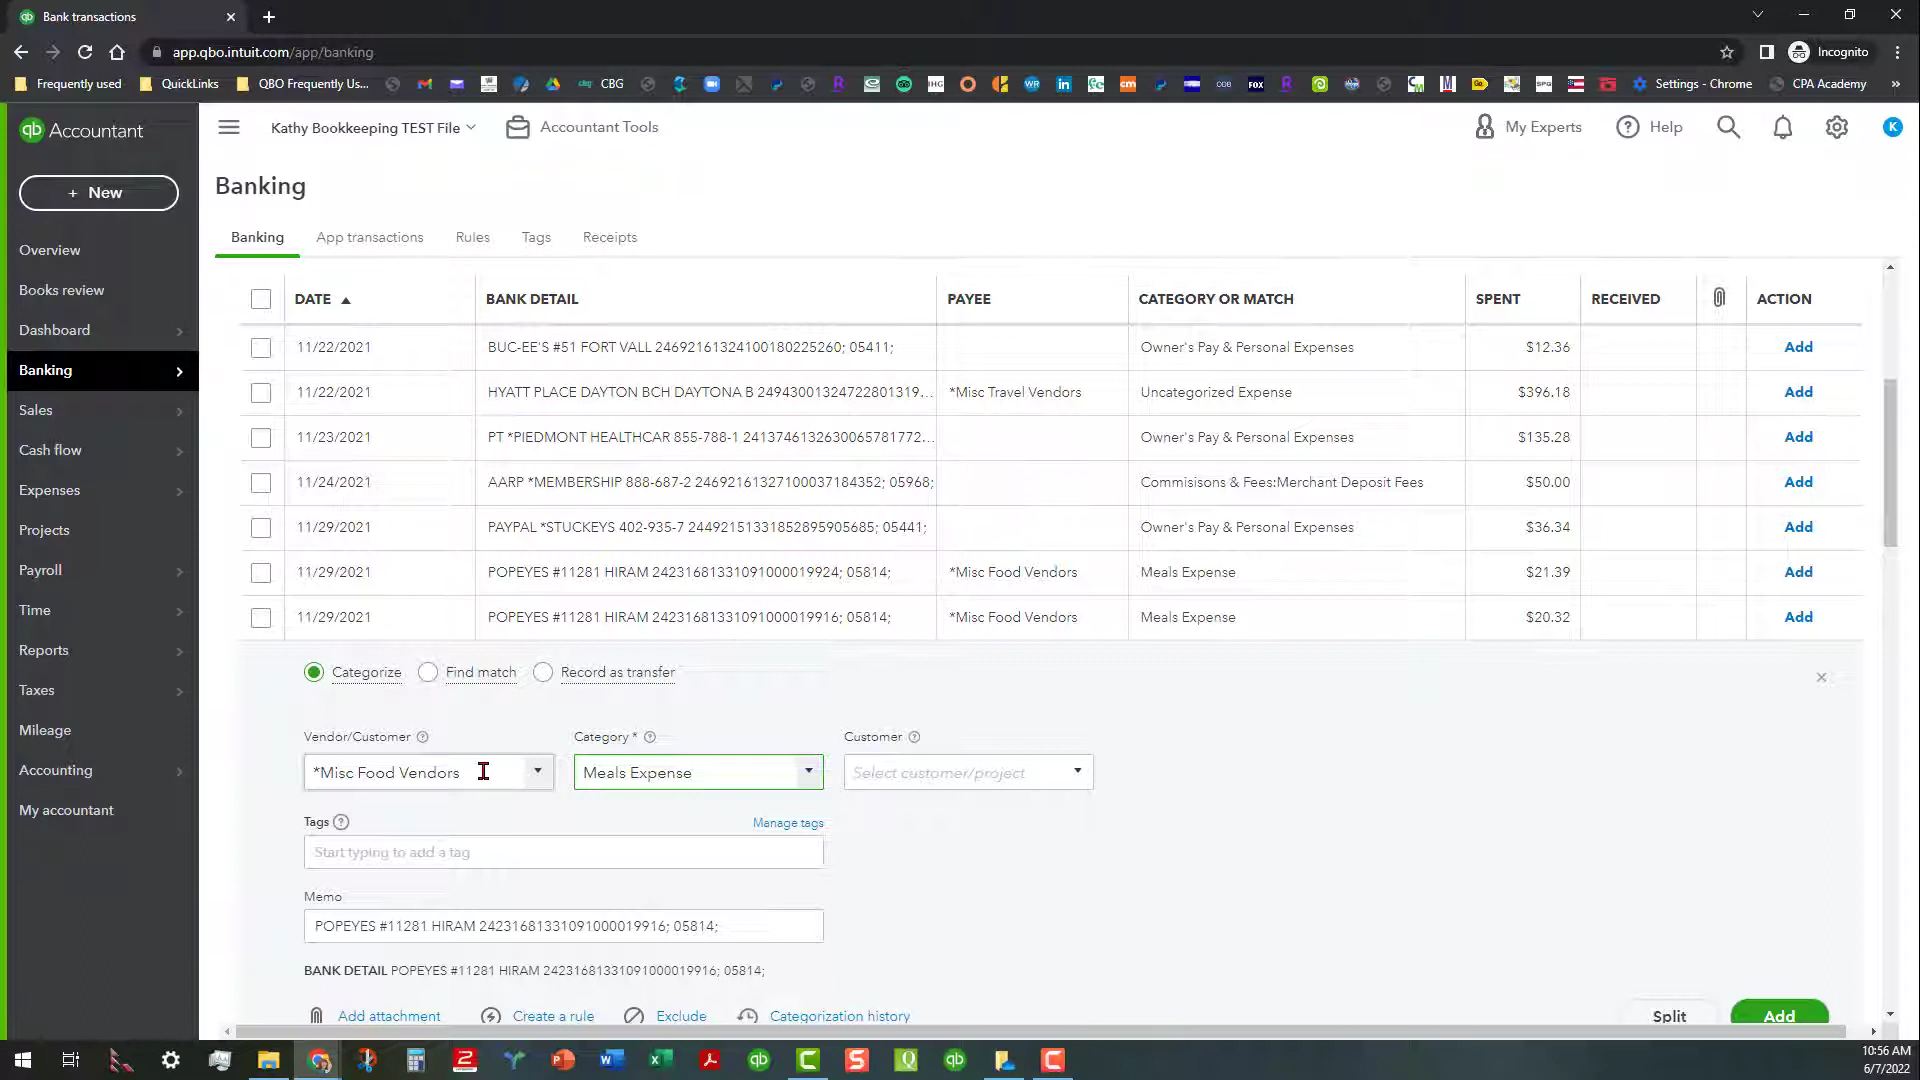 Bank transactions
app.qbo.intuit.com/app/banking
Incognito
Frequently used
QuickLinks
QBO Frequently Us...
CBG
Settings - Chrome
CPA Academy
qb Accountant
Kathy Bookkeeping TEST File
Accountant Tools
My Experts
Help
K
+ New
Overview
Books review
Dashboard
Banking
Sales
Cash flow
Expenses
Projects
Payroll
Time
Reports
Taxes
Mileage
Accounting
My accountant
Banking
Banking App transactions Rules Tags Receipts
DATE BANK DETAIL PAYEE CATEGORY OR MATCH SPENT RECEIVED ACTION
11/22/2021 BUC-EE'S #51 FORT VALL 24692161324100180225260; 05411; Owner's Pay & Personal Expenses $12.36 Add
11/22/2021 HYATT PLACE DAYTON BCH DAYTONA B 24943001324722801319... *Misc Travel Vendors Uncategorized Expense $396.18 Add
11/23/2021 PT *PIEDMONT HEALTHCAR 855-788-1 2413746132630065781772... Owner's Pay & Personal Expenses $135.28 Add
11/24/2021 AARP *MEMBERSHIP 888-687-2 24692161327100037184352; 05968; Commisisons & Fees:Merchant Deposit Fees $50.00 Add
11/29/2021 PAYPAL *STUCKEYS 402-935-7 24492151331852895905685; 05441; Owner's Pay & Personal Expenses $36.34 Add
11/29/2021 POPEYES #11281 HIRAM 24231681331091000019924; 05814; *Misc Food Vendors Meals Expense $21.39 Add
11/29/2021 POPEYES #11281 HIRAM 24231681331091000019916; 05814; *Misc Food Vendors Meals Expense $20.32 Add
Categorize Find match Record as transfer
Vendor/Customer Category * Customer
*Misc Food Vendors Meals Expense Select customer/project
Tags Manage tags
Start typing to add a tag
Memo
POPEYES #11281 HIRAM 24231681331091000019916; 05814;
BANK DETAIL POPEYES #11281 HIRAM 24231681331091000019916; 05814;
Add attachment Create a rule Exclude Categorization history Split Add
10:56 AM
6/7/2022